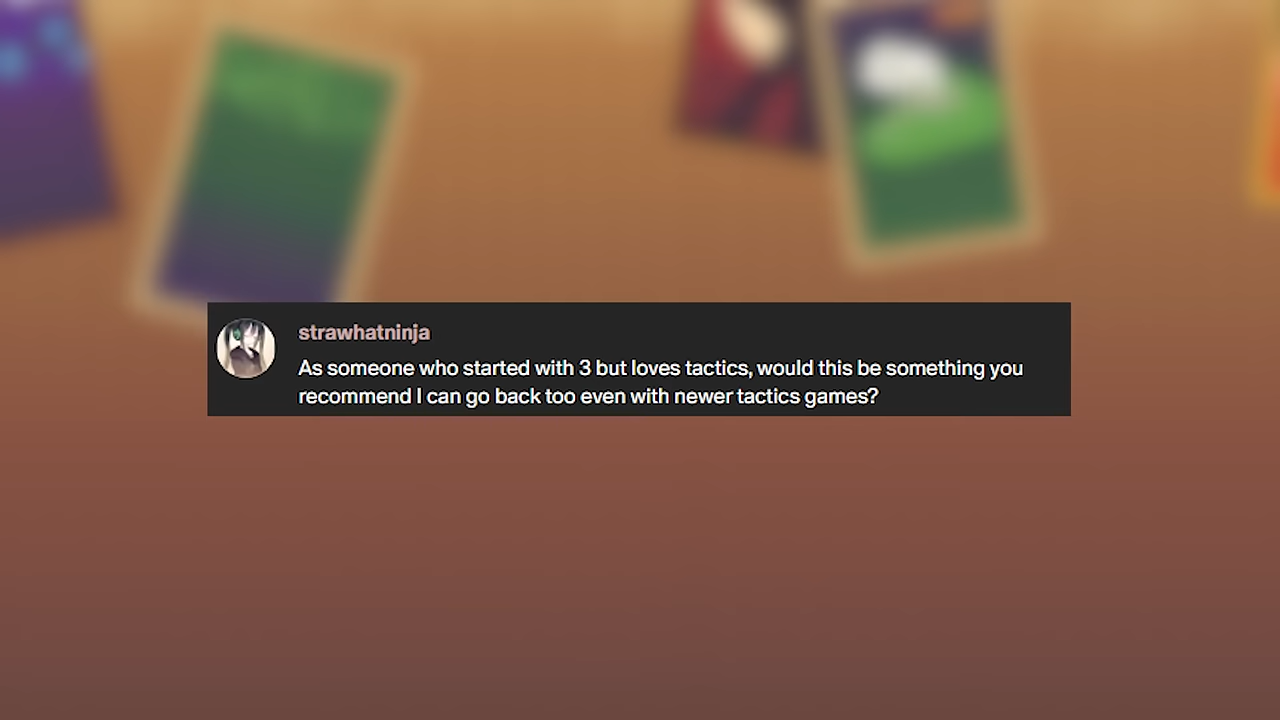 strawhatninja
As someone who started with 3 but loves tactics, would this be something you
recommend I can go back too even with newer tactics games?